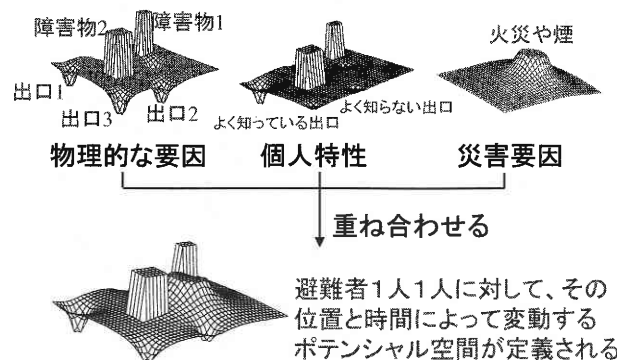 障害物2
障害物1
出口1
出口3
出口2
物理的な要因
よく知っている出口
よく知らない出口
個人特性
火災や煙
災害要因
重ね合わせる
避難者1人1人に対して、その
位置と時間によって変動する
ポテンシャル空間が定義される